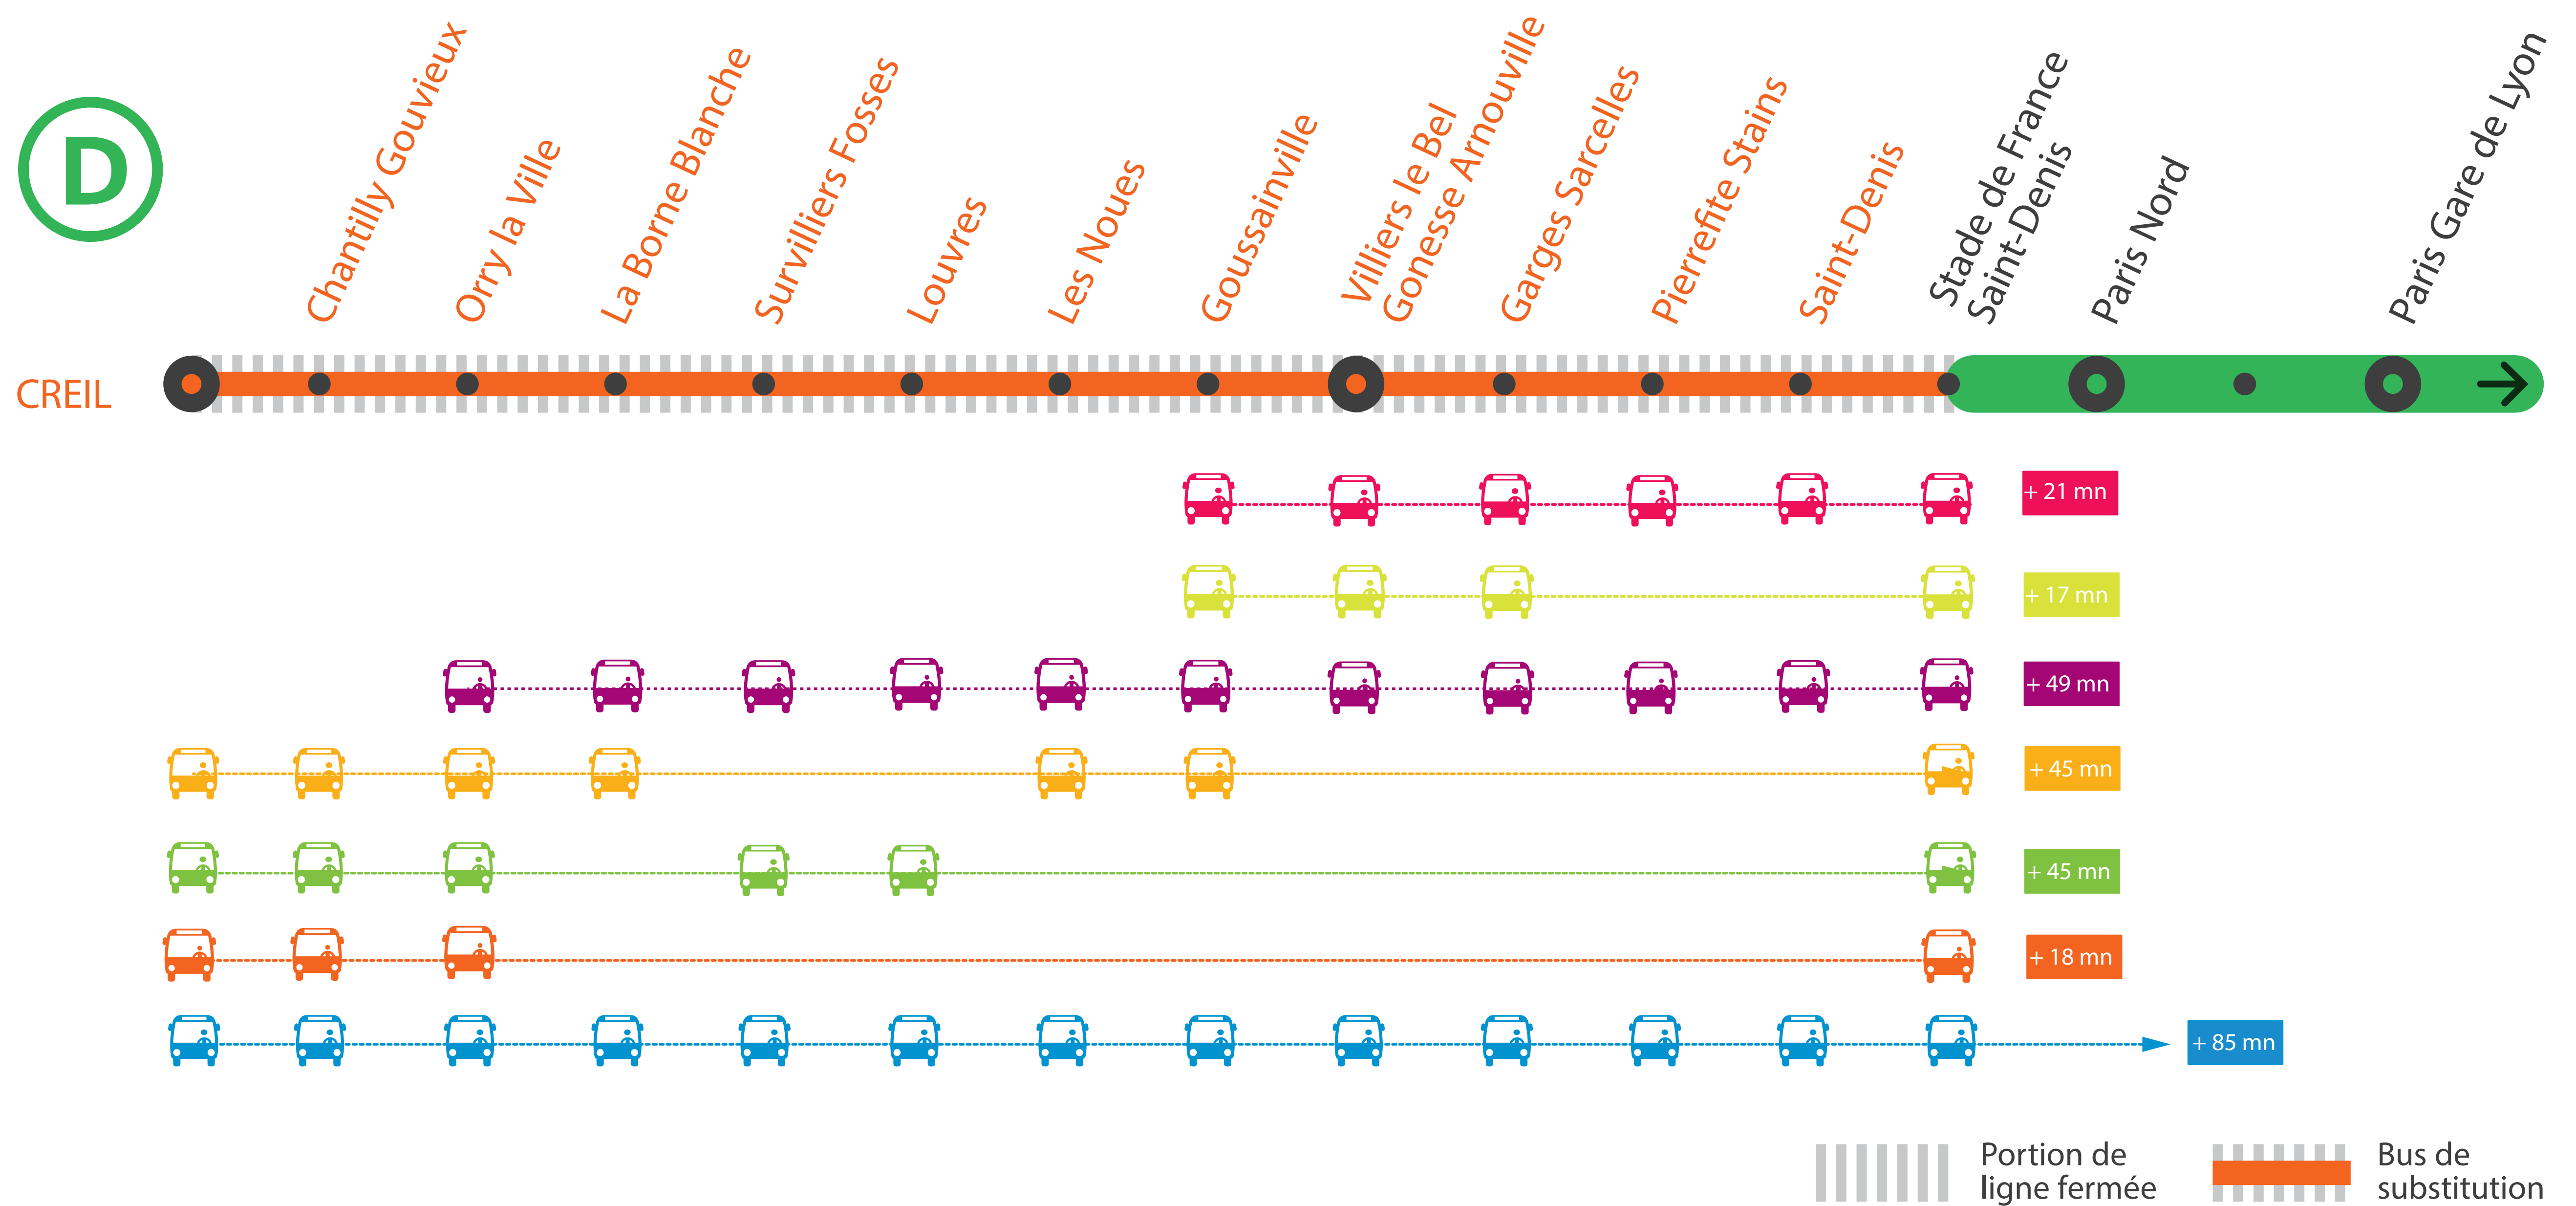 D
Chantilly Gouvieux
Orry la Ville
La Borne Blanche
Survilliers Fosses
Louvres
Les Noues
Goussainville
Villiers le Bel
Gonesse Arnouville
Garges Sarcelles
Pierrefite Stains
Saint-Denis
Stade de France
Saint-Denis
Paris Nord
Paris Gare de Lyon
CREIL
+ 21 mn
+ 17 mn
+ 49 mn
+ 45 mn
+ 45 mn
+ 18 mn
+ 85 mn
Portion de
ligne fermée
Bus de
substitution